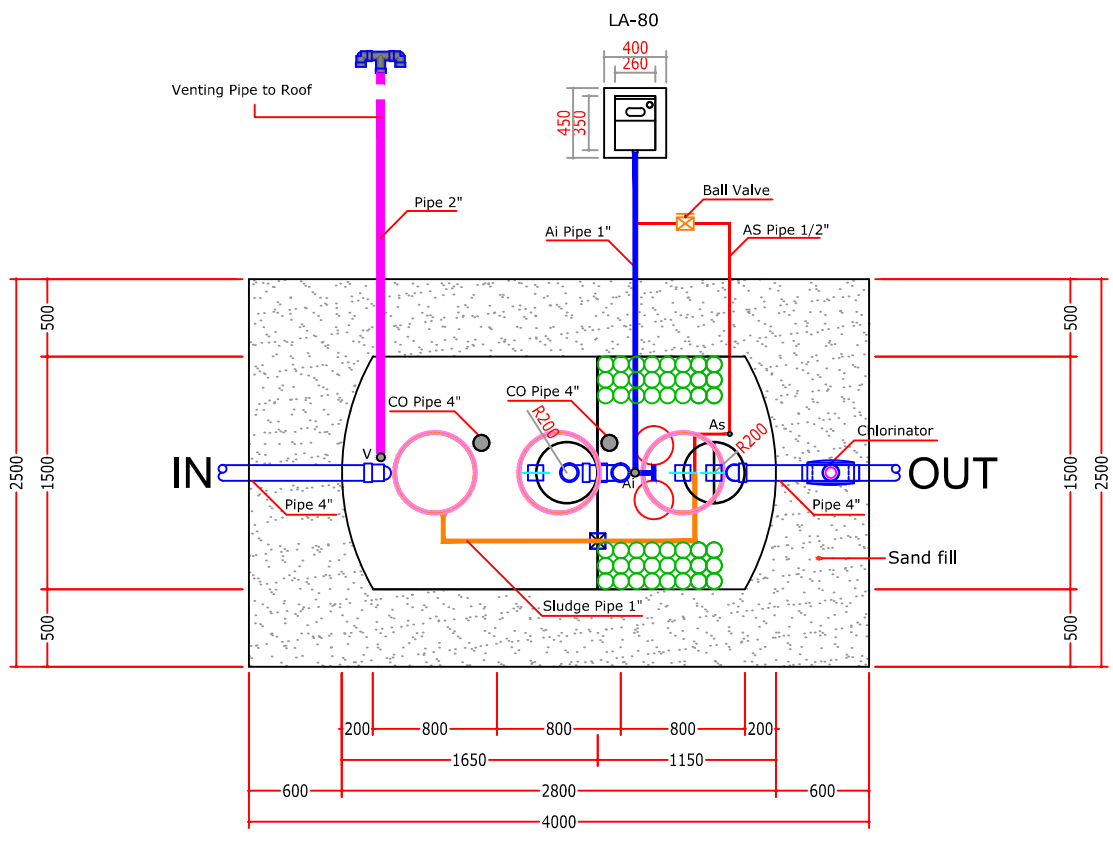 LA-80
400
260
450
350
Venting Pipe to Roof
Ball Valve
Pipe 2"
Ai Pipe 1"
AS Pipe 1/2"
500
500
CO Pipe 4"
CO Pipe 4"
R200
As
R200
Chlorinator
V
Ai
IN
OUT
2500
1500
1500
2500
Pipe 4"
Pipe 4"
Sand fill
Sludge Pipe 1"
500
500
200
800
800
800
200
1650
1150
600
2800
600
4000